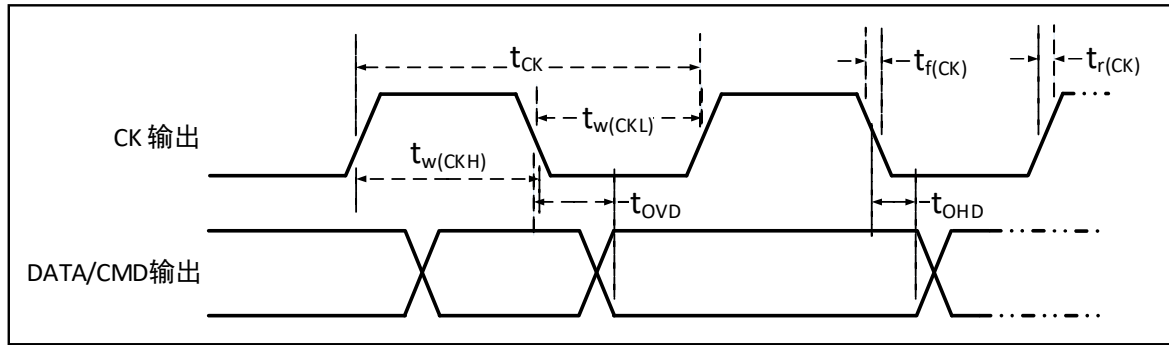 tCK
tf(CK)
tr(CK)
CK 输出
tw(CKL)
tw(CKH)
tOVD
tOHD
DATA/CMD输出